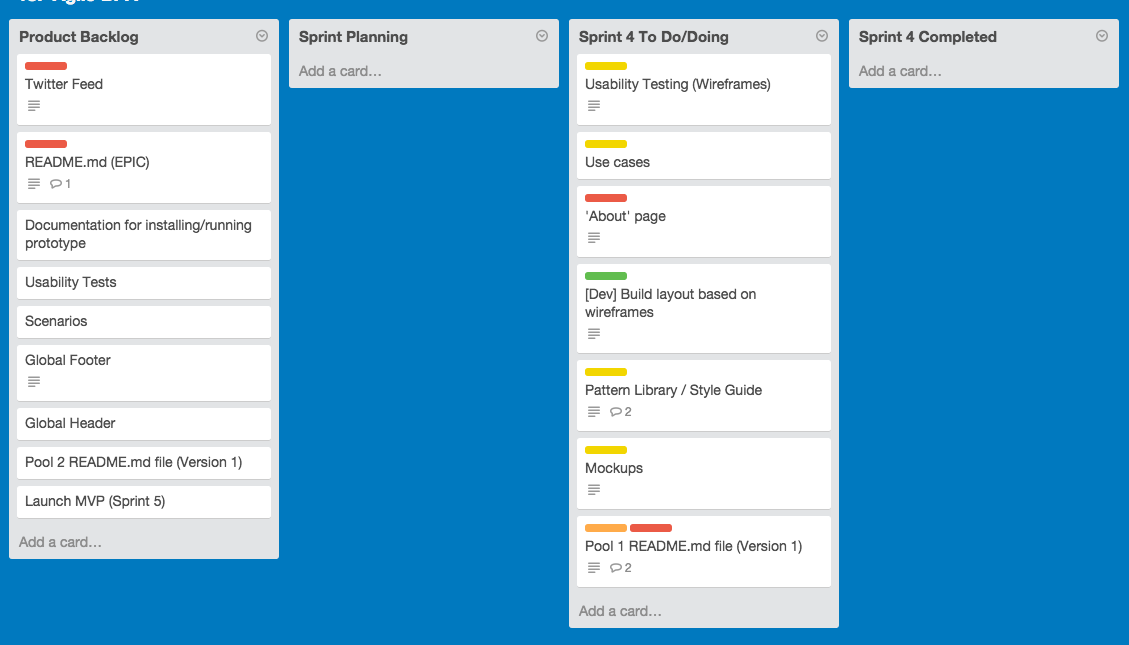 Product Backlog
Twitter Feed
README.md (EPIC)
1
Documentation for installing/running
prototype
Usability Tests
Scenarios
Global Footer
Global Header
Pool 2 README.md file (Version 1)
Launch MVP (Sprint 5)
Add a card…
Sprint Planning
Add a card…
Sprint 4 To Do/Doing
Usability Testing (Wireframes)
Use cases
'About' page
[Dev] Build layout based on
wireframes
Pattern Library / Style Guide
2
Mockups
Pool 1 README.md file (Version 1)
2
Add a card…
Sprint 4 Completed
Add a card…